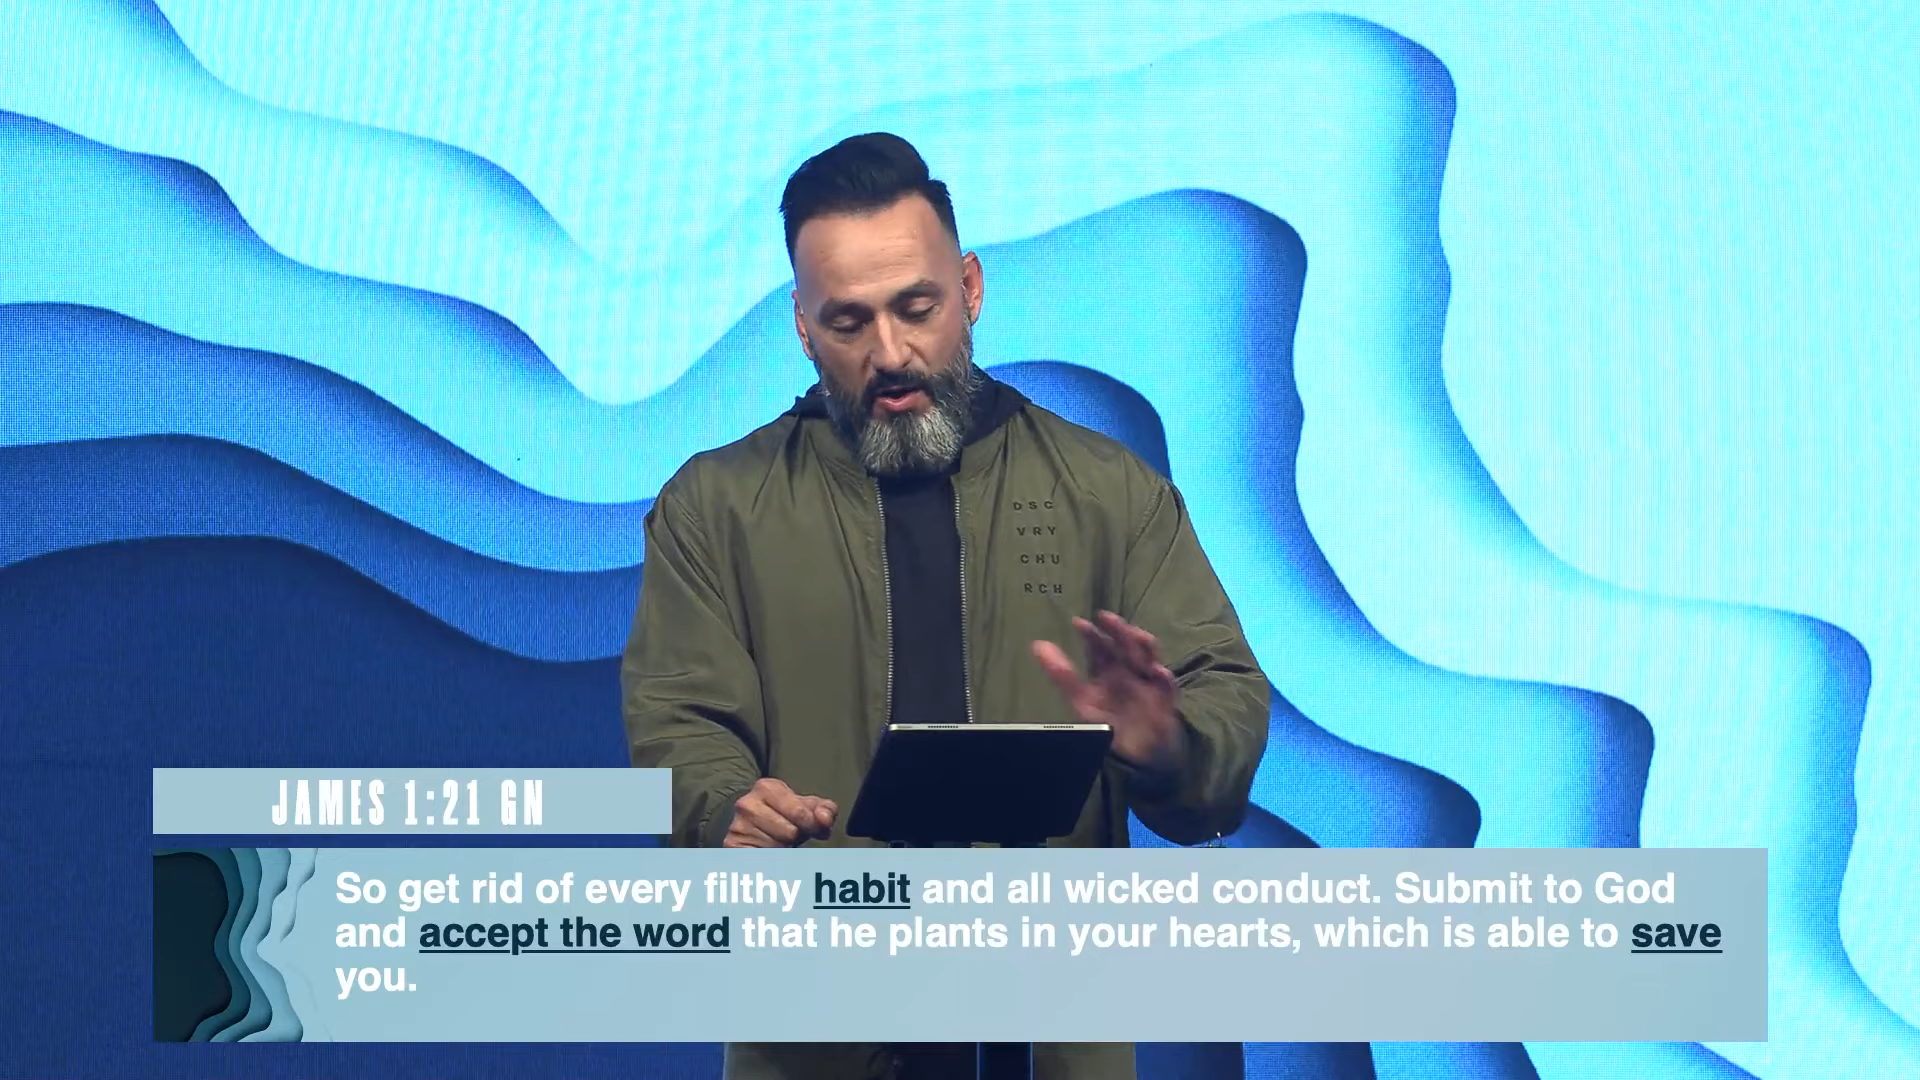 DSC
VRY
CHU
RCH
JAMES 1:21 GN
So get rid of every filthy habit and all wicked conduct. Submit to God
and accept the word that he plants in your hearts, which is able to save
you.